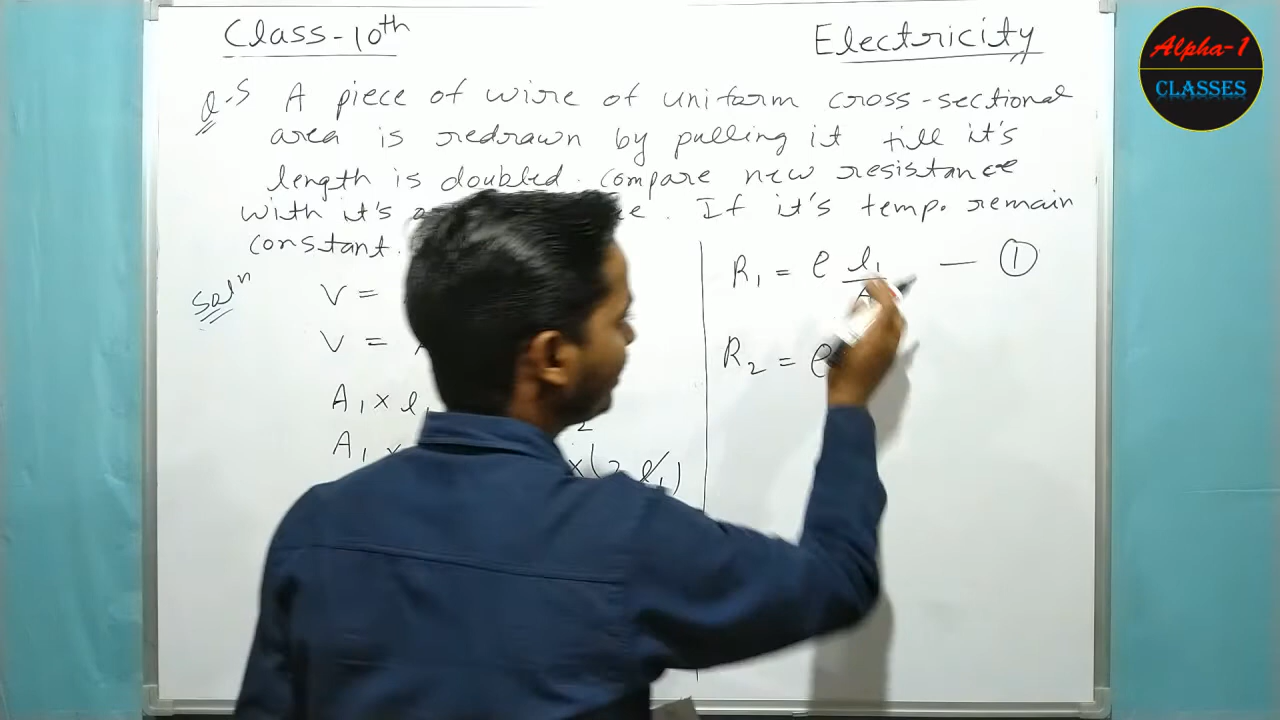 Class-10th
Electricity
Alpha-1
CLASSES
Q.5 A piece of wire of uniform cross-sectional
area is redrawn by pulling it till it's
length is doubled. compare new resistance
with it's If it's temp. remain
constant.
Solⁿ
V =
V =
A₁ × l₁
A₁ ×
2
×(2 l₁)
R₁ = ρ l₁ — ①
R₂ = ρ